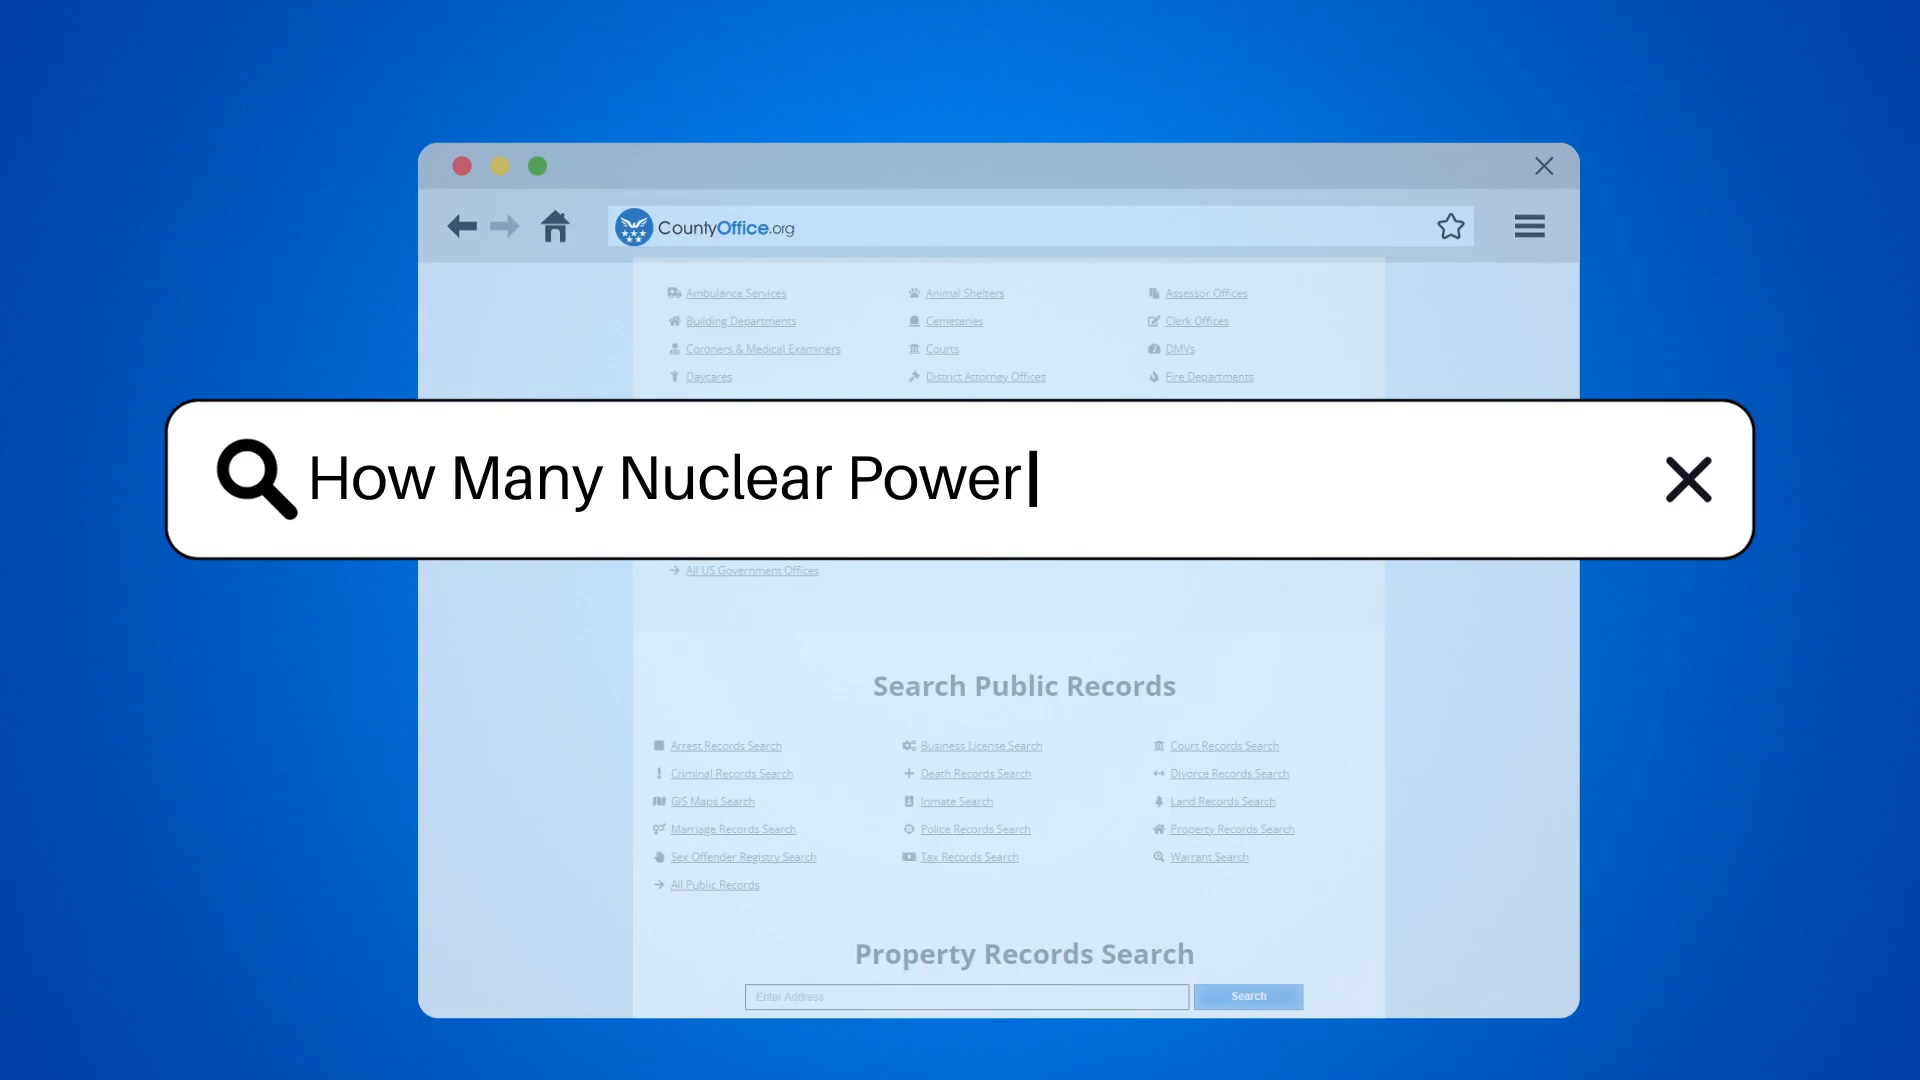 CountyOffice.org
Ambulance Services Animal Shelters Assessor Offices
Building Departments Cemeteries Clerk Offices
Coroners & Medical Examiners Courts DMVs
Daycares District Attorney Offices Fire Departments
How Many Nuclear Power
All US Government Offices
Search Public Records
Arrest Records Search Business License Search Court Records Search
Criminal Records Search Death Records Search Divorce Records Search
GIS Maps Search Inmate Search Land Records Search
Marriage Records Search Police Records Search Property Records Search
Sex Offender Registry Search Tax Records Search Warrant Search
All Public Records
Property Records Search
Enter Address Search